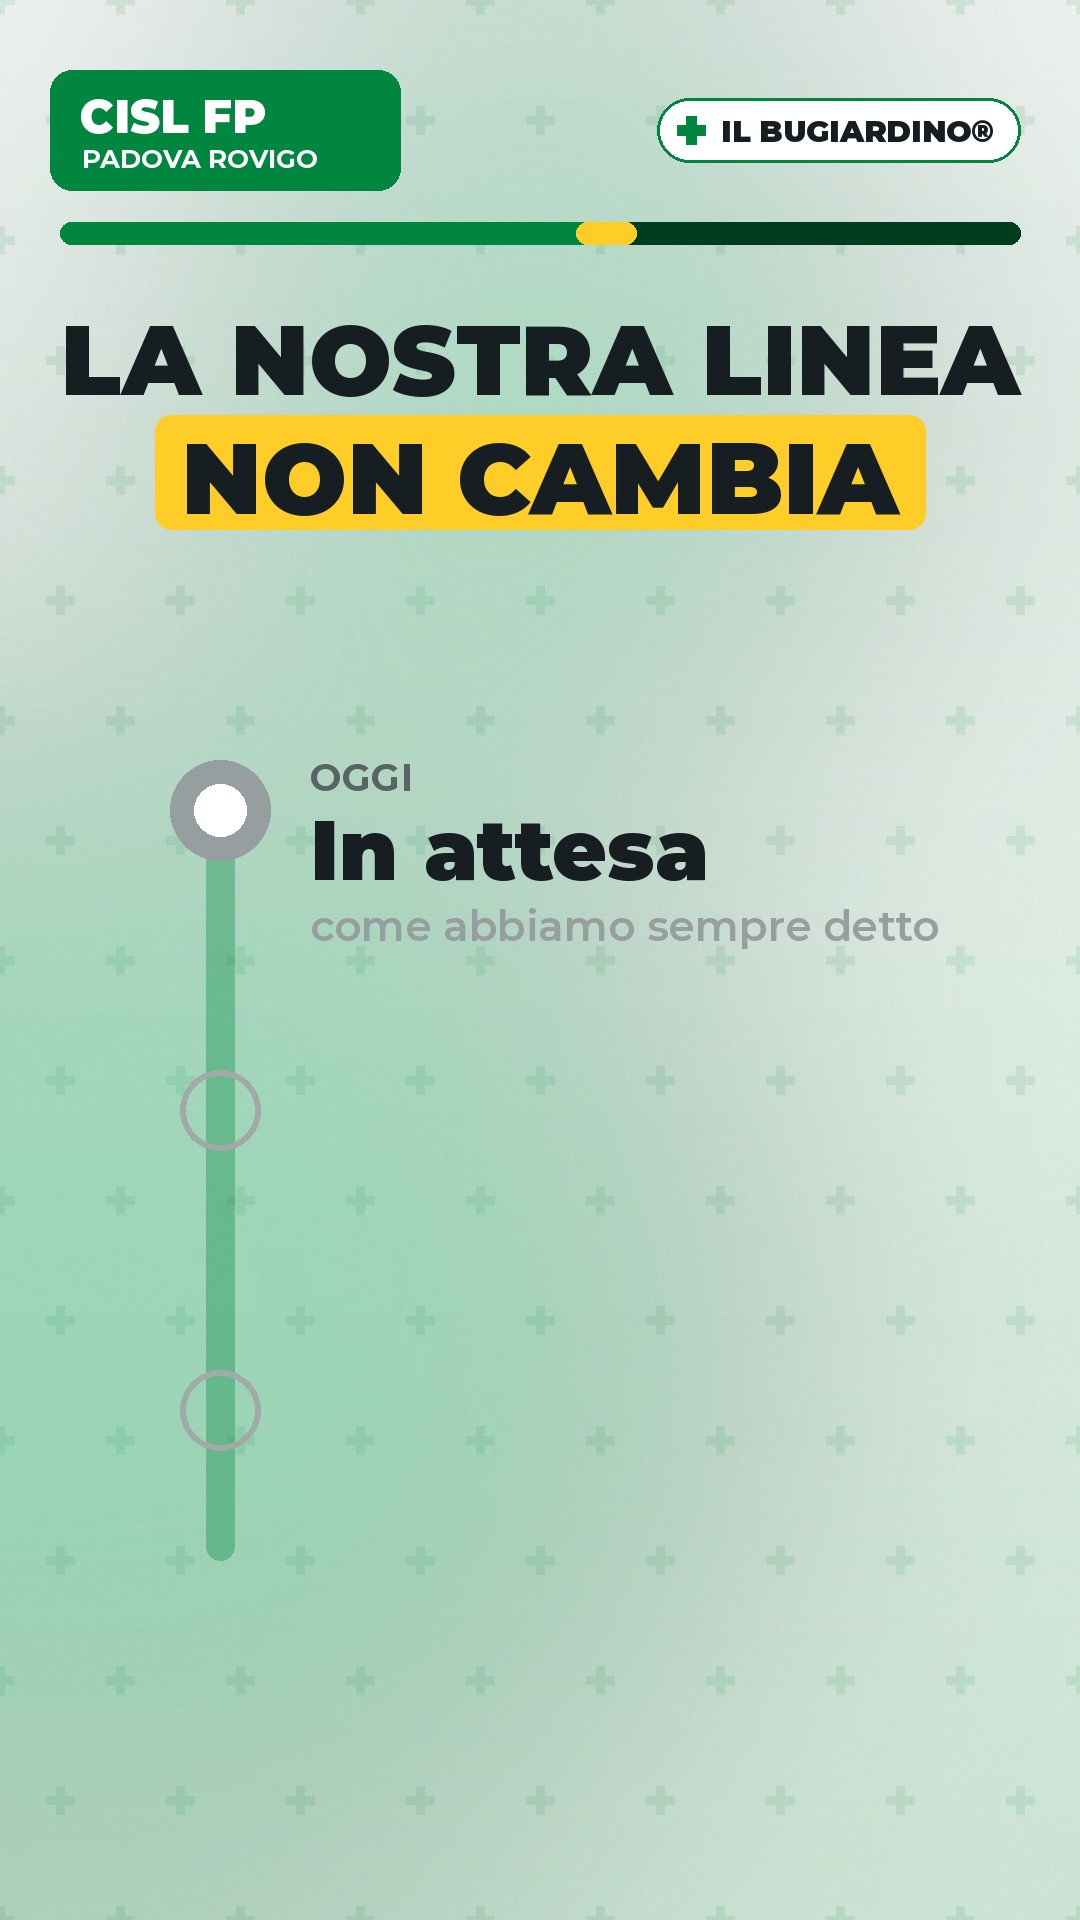 CISL FP
PADOVA ROVIGO
IL BUGIARDINO®
LA NOSTRA LINEA
NON CAMBIA
OGGI
In attesa
come abbiamo sempre detto